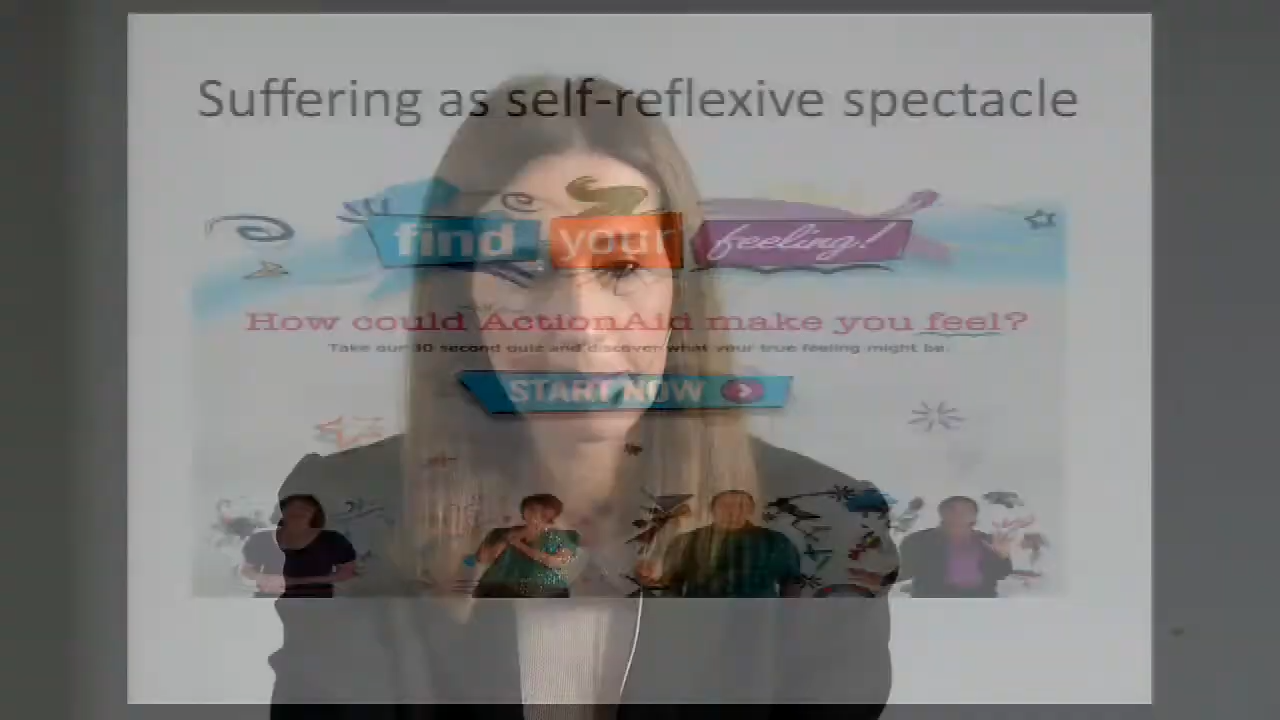 Suffering as self-reflexive spectacle
find your feeling!
How could ActionAid make you feel?
Take our 30 second quiz and discover what your true feeling might be.
START NOW